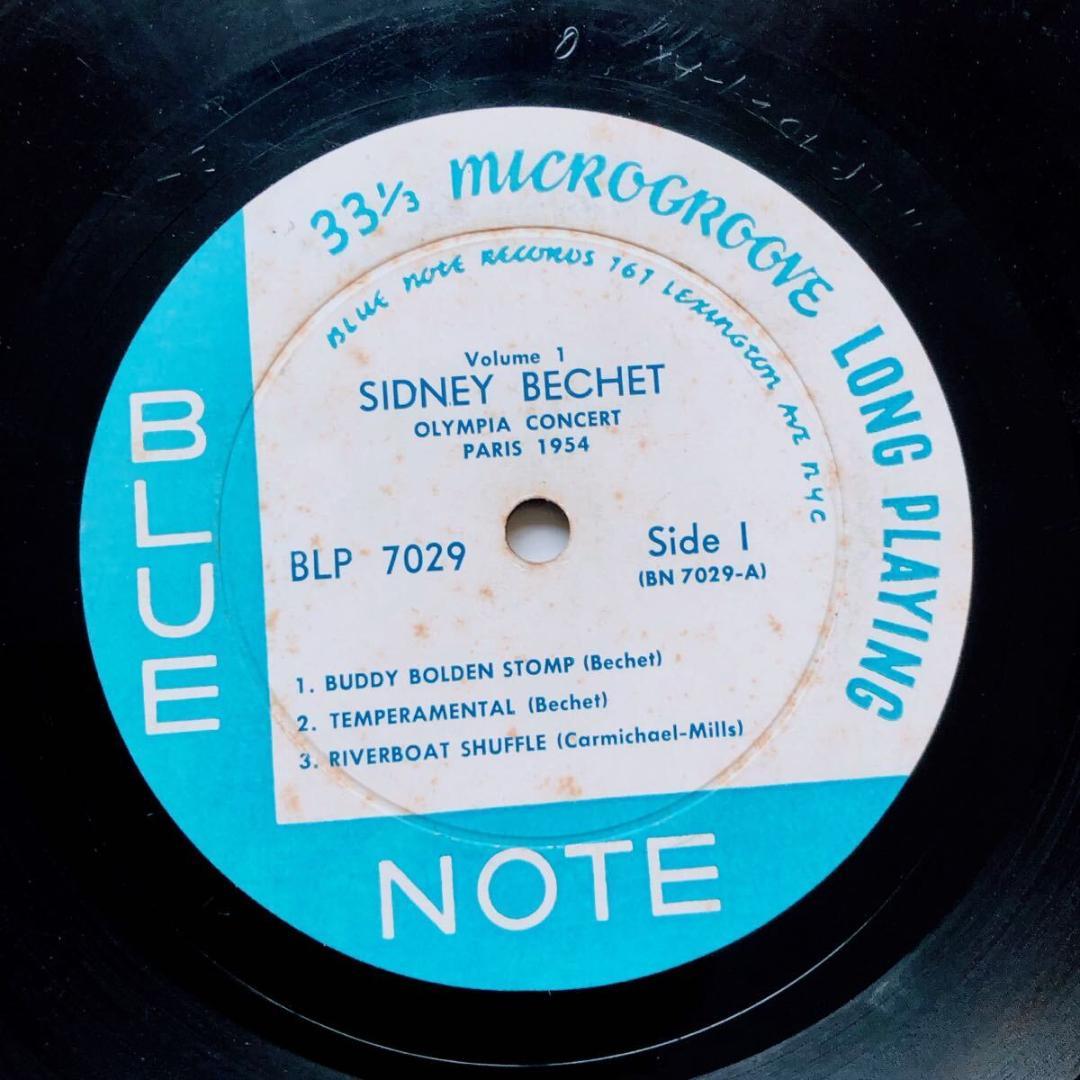 33⅓ MICROGROOVE LONG PLAYING
BLUE NOTE RECORDS 767 LEXINGTON AVE NYC
Volume 1
SIDNEY BECHET
OLYMPIA CONCERT
PARIS 1954
BLP 7029
Side 1
(BN 7029-A)
1. BUDDY BOLDEN STOMP (Bechet)
2. TEMPERAMENTAL (Bechet)
3. RIVERBOAT SHUFFLE (Carmichael-Mills)
BLUE
NOTE